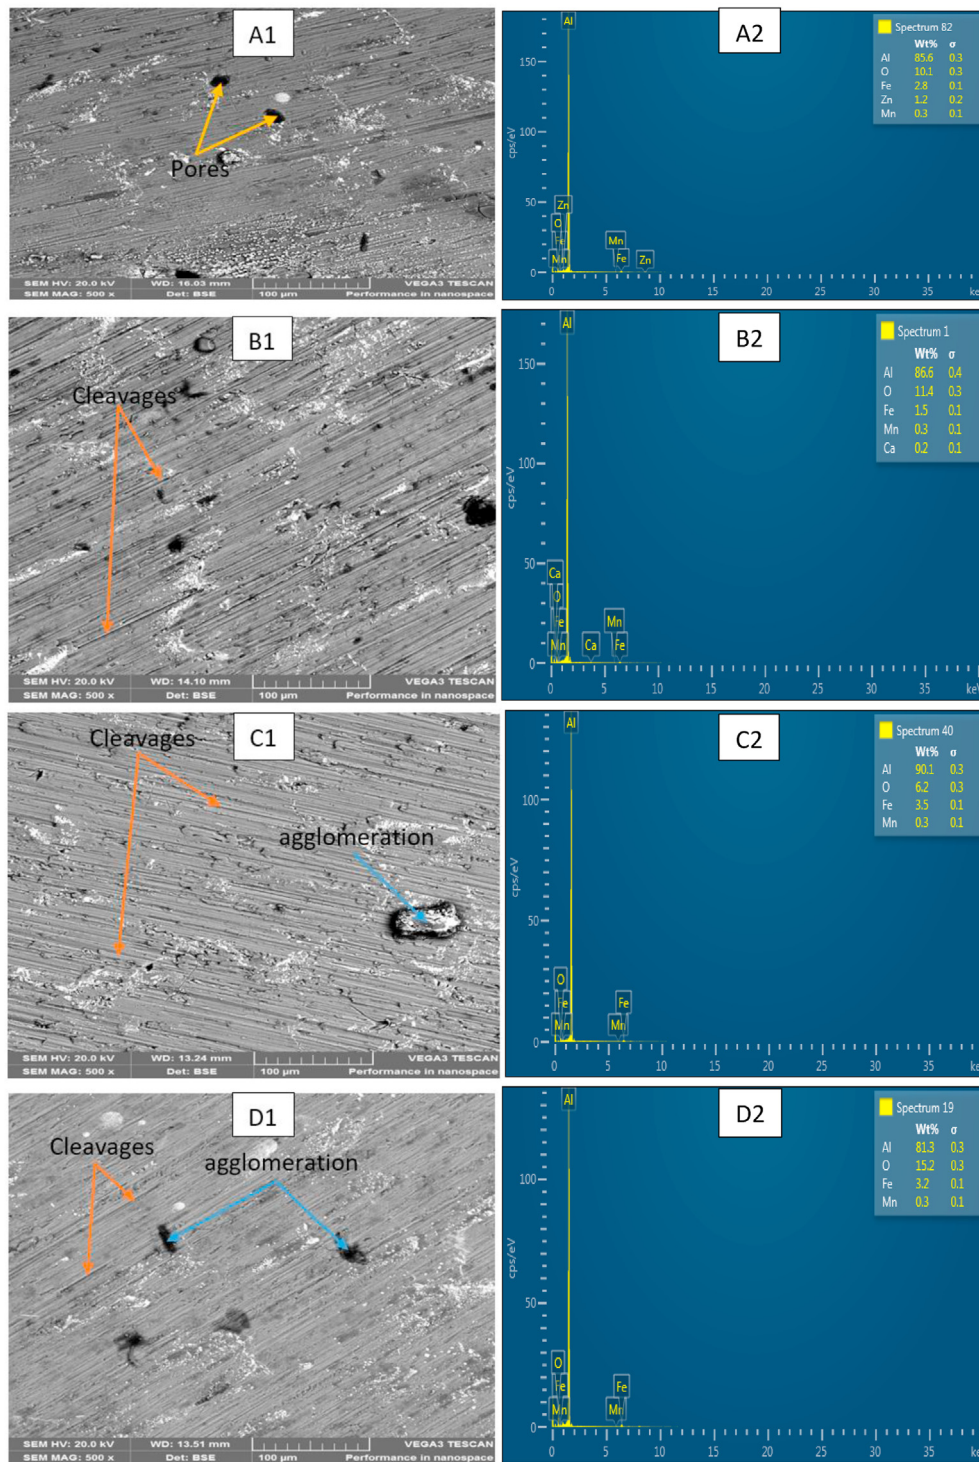 A1
Pores
SEM HV: 20.0 kV WD: 16.03 mm VEGA3 TESCAN
SEM MAG: 500 x Det: BSE 100 µm Performance in nanospace
A2
Al
Spectrum 82
Wt% σ
Al 85.6 0.3
O 10.1 0.3
Fe 2.8 0.1
Zn 1.2 0.2
Mn 0.3 0.1
cps/eV
150
100
50
0
Zn
O
Fe
Mn
Mn
Fe
Zn
0 5 10 15 20 25 30 35 ke
B1
Cleavages
SEM HV: 20.0 kV WD: 14.10 mm VEGA3 TESCAN
SEM MAG: 500 x Det: BSE 100 µm Performance in nanospace
B2
Al
Spectrum 1
Wt% σ
Al 86.6 0.4
O 11.4 0.3
Fe 1.5 0.1
Mn 0.3 0.1
Ca 0.2 0.1
cps/eV
150
100
50
0
Ca
O
Fe
Mn
Ca
Mn
Fe
0 5 10 15 20 25 30 35 keV
C1
Cleavages
agglomeration
SEM HV: 20.0 kV WD: 13.24 mm VEGA3 TESCAN
SEM MAG: 500 x Det: BSE 100 µm Performance in nanospace
C2
Al
Spectrum 40
Wt% σ
Al 90.1 0.3
O 6.2 0.3
Fe 3.5 0.1
Mn 0.3 0.1
cps/eV
100
50
0
O
Fe
Mn
Fe
Mn
0 5 10 15 20 25 30 35 ke
D1
Cleavages
agglomeration
SEM HV: 20.0 kV WD: 13.51 mm VEGA3 TESCAN
SEM MAG: 500 x Det: BSE 100 µm Performance in nanospace
D2
Al
Spectrum 19
Wt% σ
Al 81.3 0.3
O 15.2 0.3
Fe 3.2 0.1
Mn 0.3 0.1
cps/eV
100
50
0
O
Fe
Mn
Fe
Mn
0 5 10 15 20 25 30 35 ke